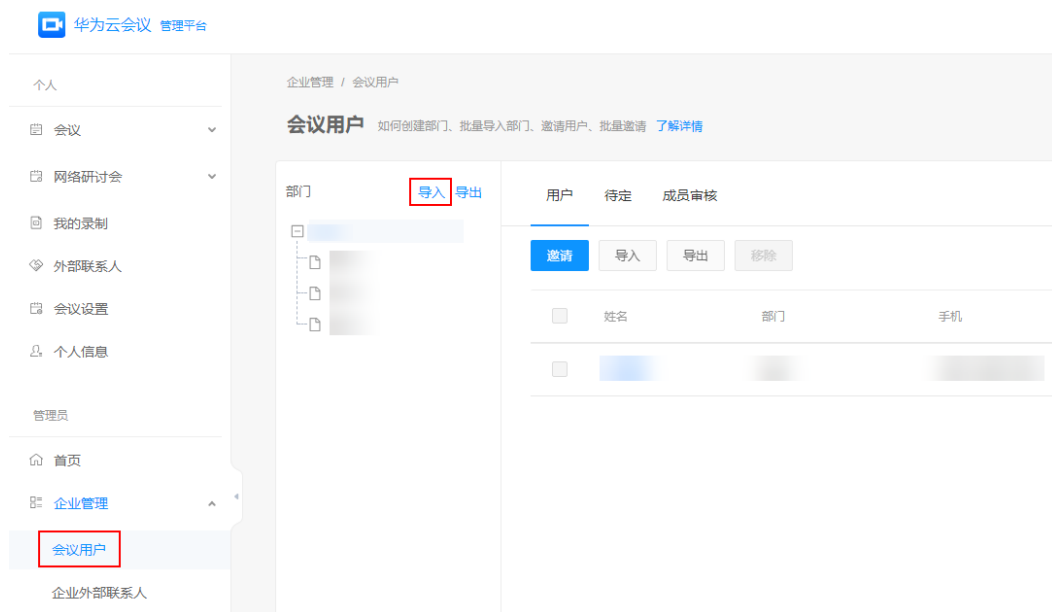 华为云会议 管理平台
个人
会议
网络研讨会
我的录制
外部联系人
会议设置
个人信息
管理员
首页
企业管理
会议用户
企业外部联系人
企业管理 / 会议用户
会议用户 如何创建部门、批量导入部门、邀请用户、批量邀请 了解详情
部门 导入 导出
用户 待定 成员审核
邀请 导入 导出 移除
姓名 部门 手机